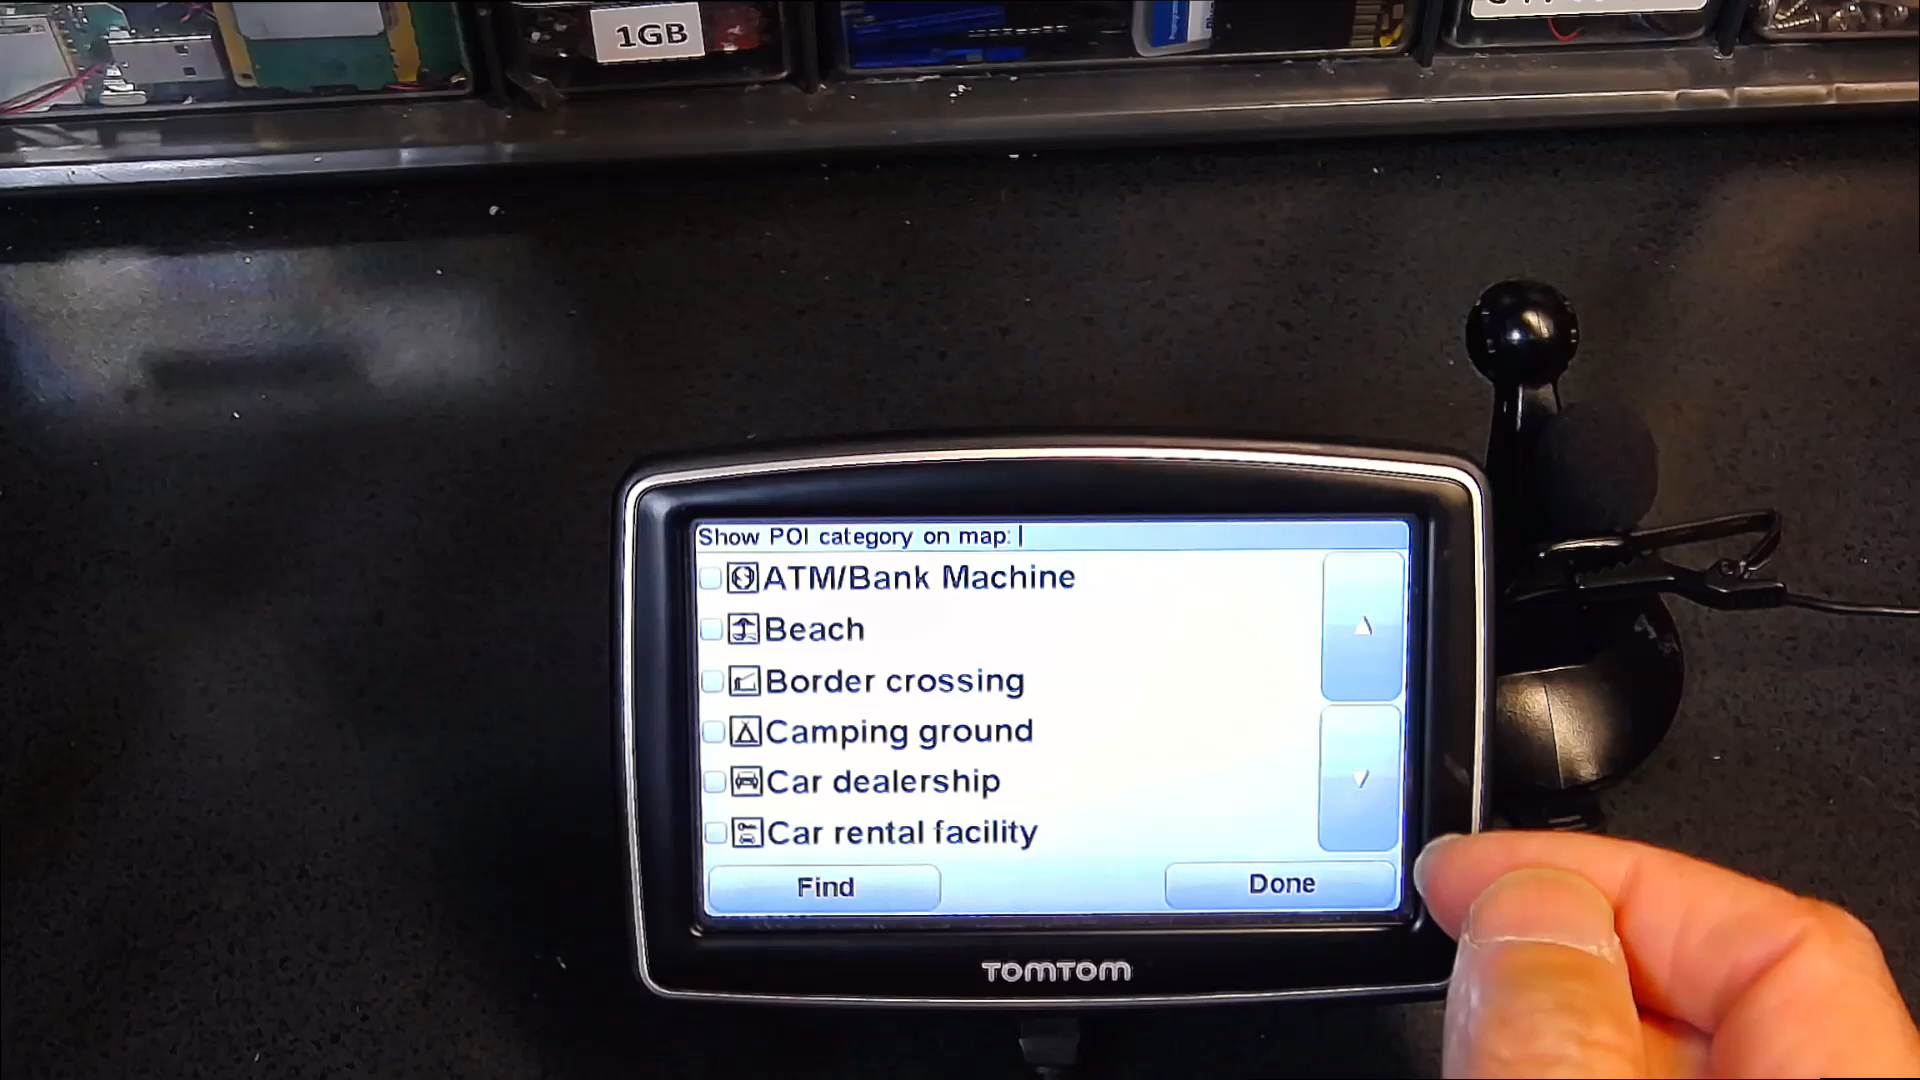 1GB
Show POI category on map:
ATM/Bank Machine
Beach
Border crossing
Camping ground
Car dealership
Car rental facility
Find
Done
TOMTOM